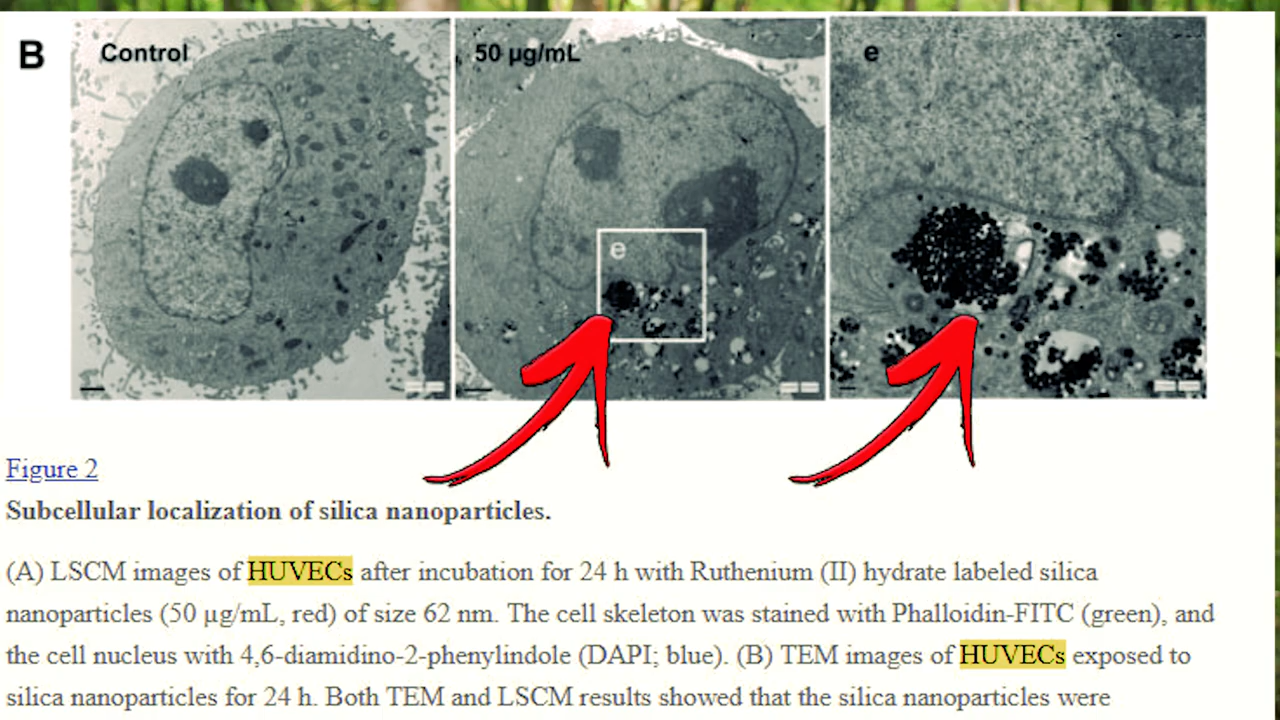 B
Control
50 µg/mL
e
e
Figure 2
Subcellular localization of silica nanoparticles.
(A) LSCM images of HUVECs after incubation for 24 h with Ruthenium (II) hydrate labeled silica
nanoparticles (50 µg/mL, red) of size 62 nm. The cell skeleton was stained with Phalloidin-FITC (green), and
the cell nucleus with 4,6-diamidino-2-phenylindole (DAPI; blue). (B) TEM images of HUVECs exposed to
silica nanoparticles for 24 h. Both TEM and LSCM results showed that the silica nanoparticles were